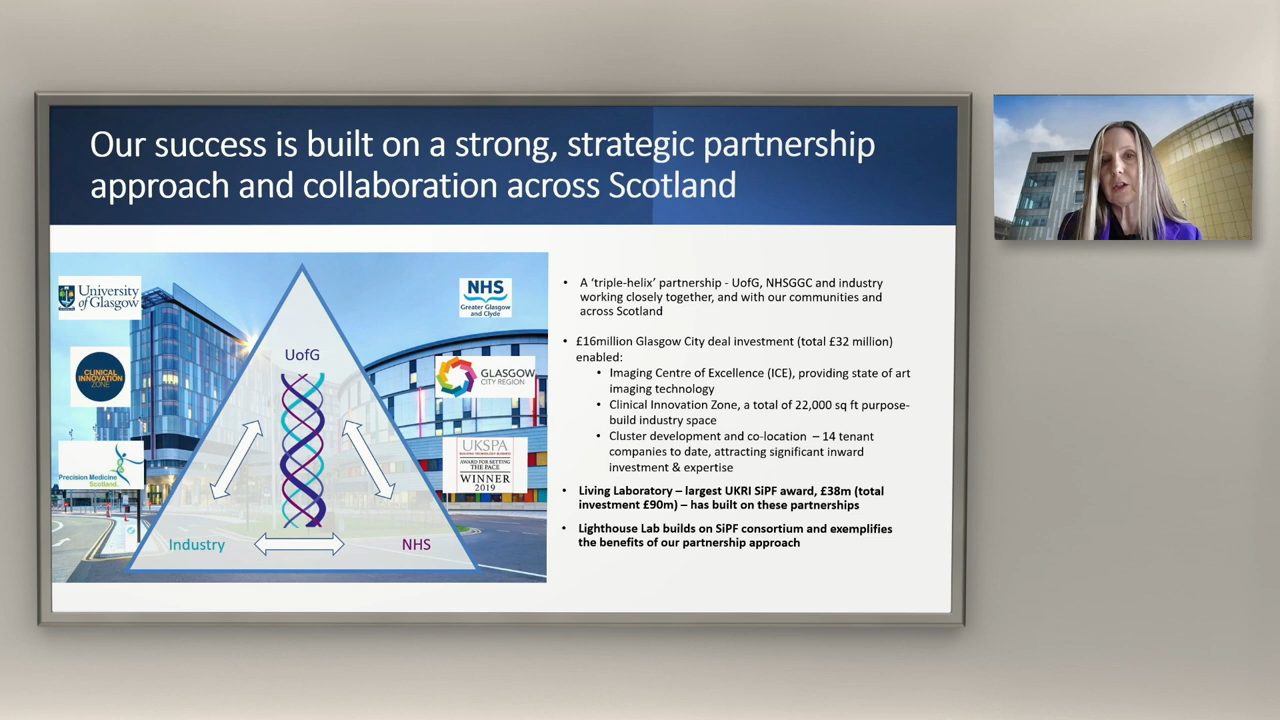 Our success is built on a strong, strategic partnership
approach and collaboration across Scotland
University
of Glasgow
CLINICAL
INNOVATION
ZONE
Precision Medicine
Scotland
UofG
Industry
NHS
NHS
Greater Glasgow
and Clyde
GLASGOW
CITY REGION
UKSPA
AWARD FOR SETTING
THE PACE
WINNER
2019
• A ‘triple-helix’ partnership - UofG, NHSGGC and industry
working closely together, and with our communities and
across Scotland
• £16million Glasgow City deal investment (total £32 million)
enabled:
• Imaging Centre of Excellence (ICE), providing state of art
imaging technology
• Clinical Innovation Zone, a total of 22,000 sq ft purpose-
build industry space
• Cluster development and co-location – 14 tenant
companies to date, attracting significant inward
investment & expertise
• Living Laboratory – largest UKRI SiPF award, £38m (total
investment £90m) – has built on these partnerships
• Lighthouse Lab builds on SiPF consortium and exemplifies
the benefits of our partnership approach